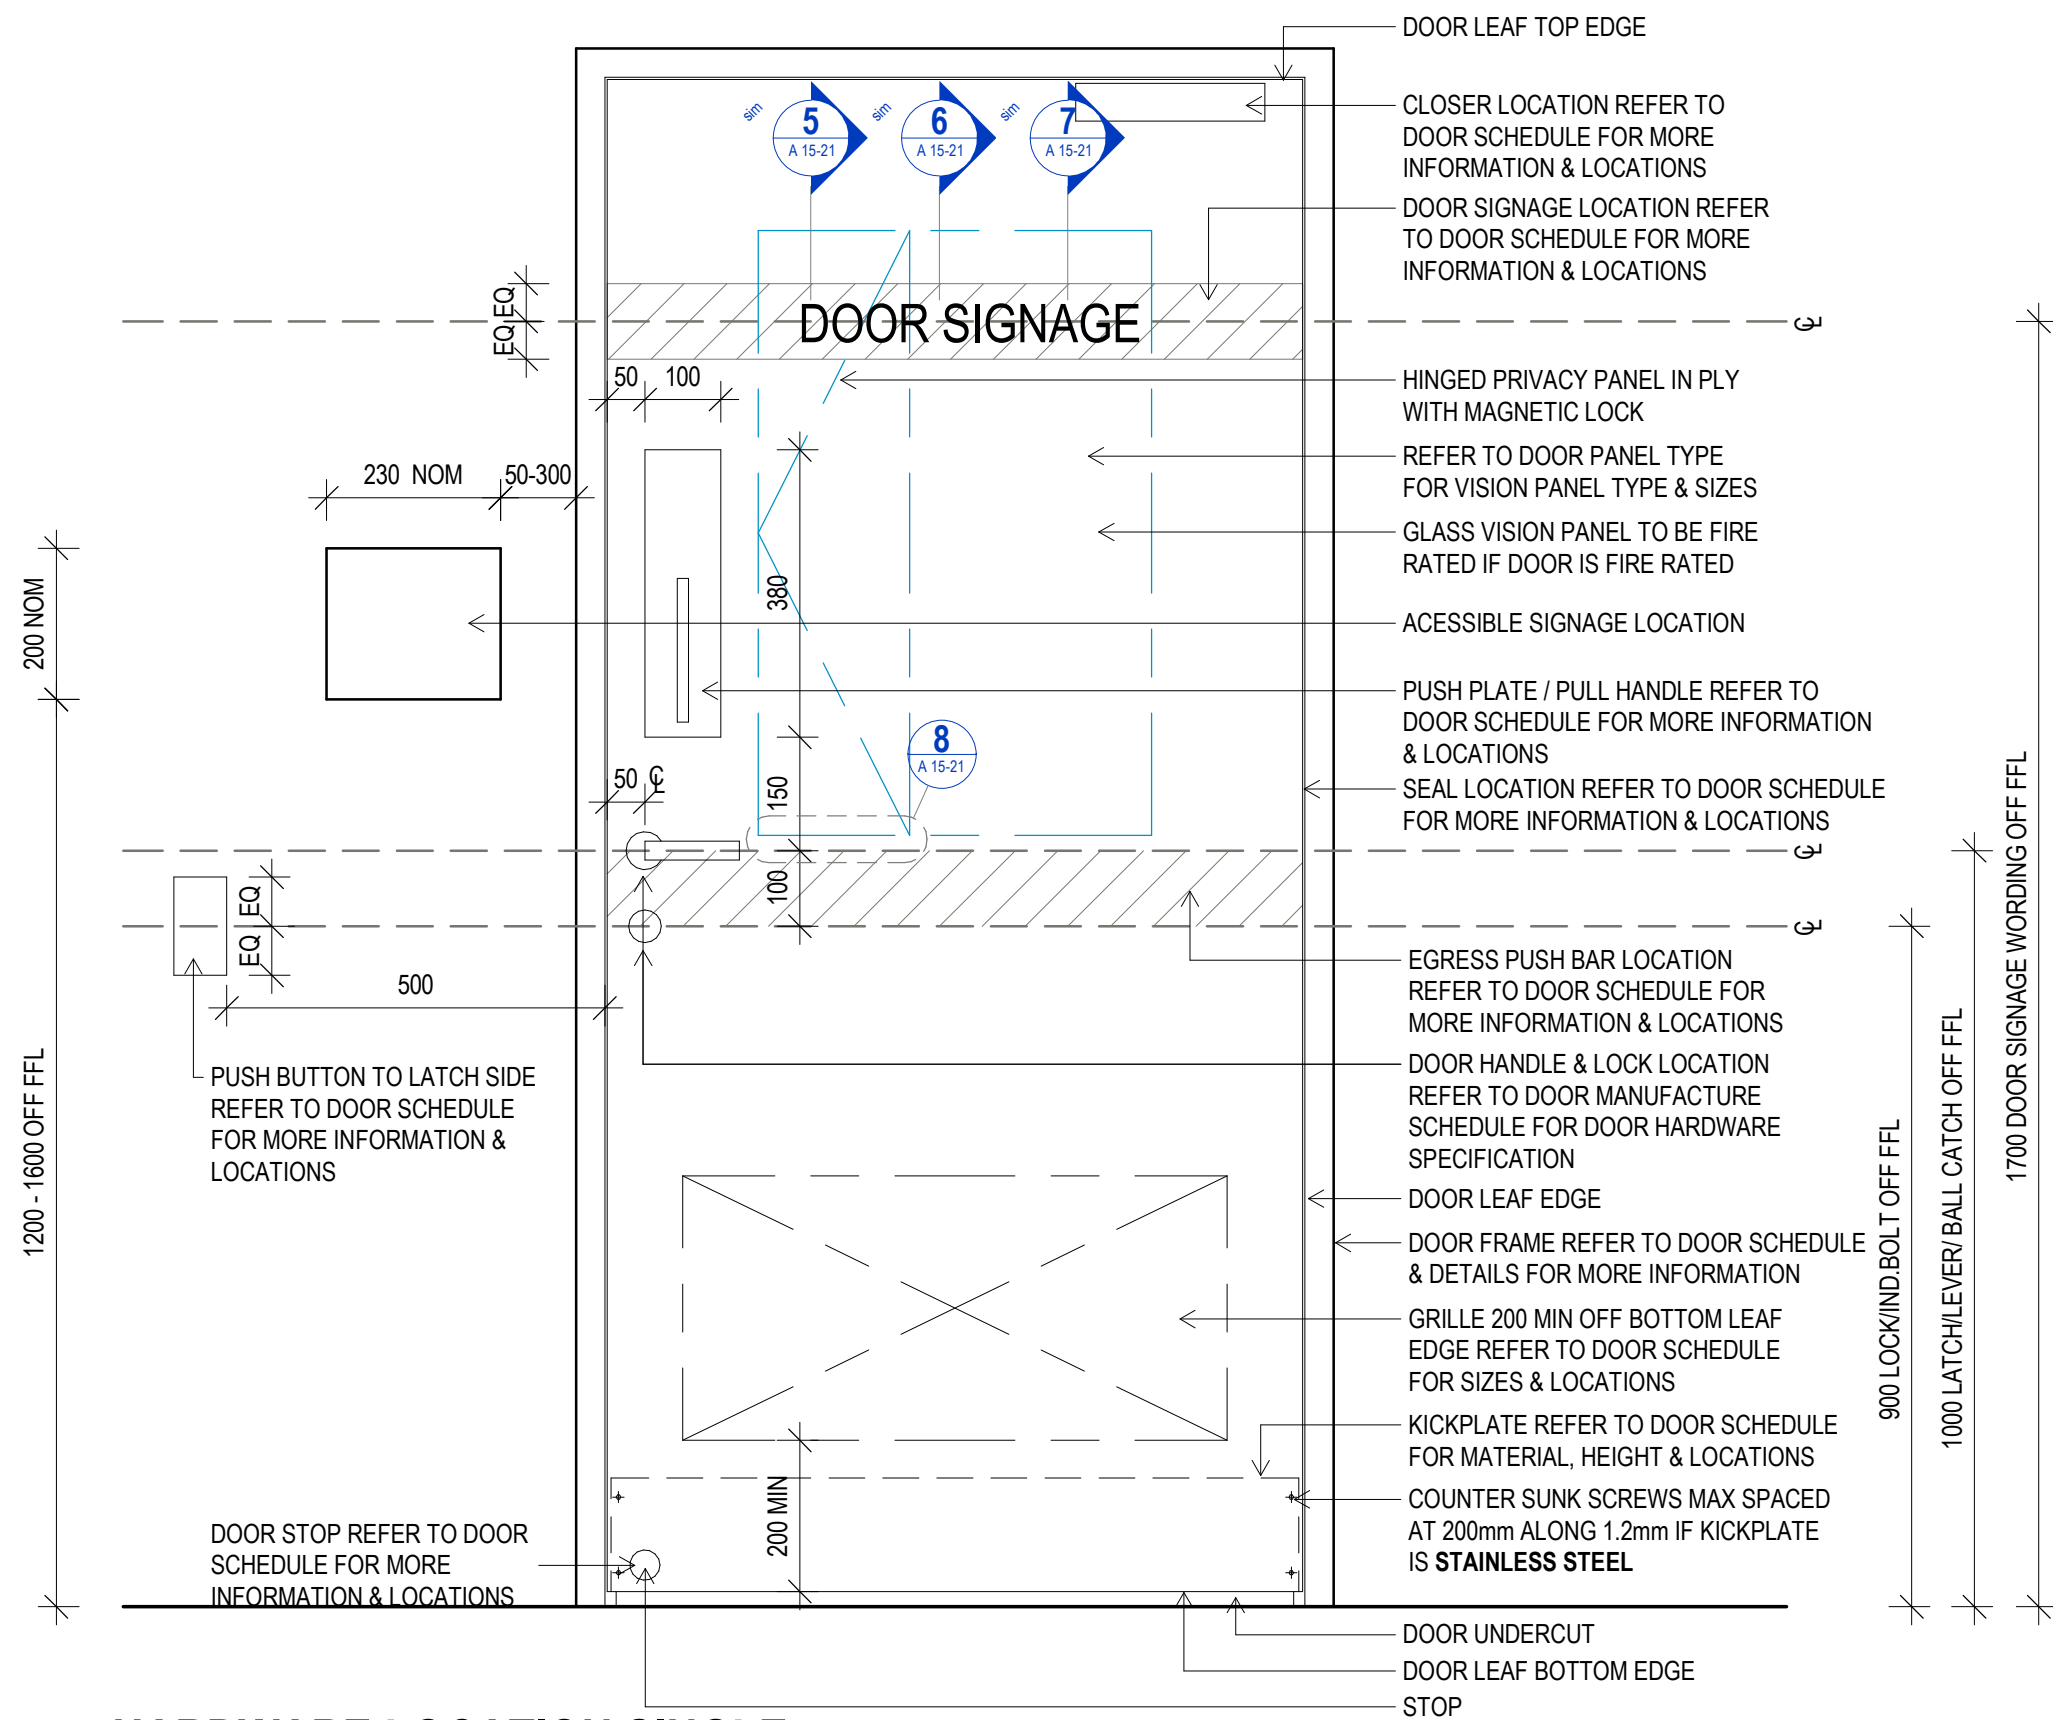 DOOR LEAF TOP EDGE
CLOSER LOCATION REFER TO
DOOR SCHEDULE FOR MORE
INFORMATION & LOCATIONS
sim
5
A 15-21
sim
6
A 15-21
sim
7
A 15-21
DOOR SIGNAGE LOCATION REFER
TO DOOR SCHEDULE FOR MORE
INFORMATION & LOCATIONS
EQ EQ
DOOR SIGNAGE
CL
50
100
HINGED PRIVACY PANEL IN PLY
WITH MAGNETIC LOCK
REFER TO DOOR PANEL TYPE
FOR VISION PANEL TYPE & SIZES
230 NOM
50-300
GLASS VISION PANEL TO BE FIRE
RATED IF DOOR IS FIRE RATED
200 NOM
380
ACESSIBLE SIGNAGE LOCATION
PUSH PLATE / PULL HANDLE REFER TO
DOOR SCHEDULE FOR MORE INFORMATION
& LOCATIONS
8
A 15-21
50
CL
150
SEAL LOCATION REFER TO DOOR SCHEDULE
FOR MORE INFORMATION & LOCATIONS
CL
100
EQ EQ
CL
500
EGRESS PUSH BAR LOCATION
REFER TO DOOR SCHEDULE FOR
MORE INFORMATION & LOCATIONS
1700 DOOR SIGNAGE WORDING OFF FFL
1000 LATCH/LEVER/ BALL CATCH OFF FFL
900 LOCK/IND.BOLT OFF FFL
1200 - 1600 OFF FFL
PUSH BUTTON TO LATCH SIDE
REFER TO DOOR SCHEDULE
FOR MORE INFORMATION &
LOCATIONS
DOOR HANDLE & LOCK LOCATION
REFER TO DOOR MANUFACTURE
SCHEDULE FOR DOOR HARDWARE
SPECIFICATION
DOOR LEAF EDGE
DOOR FRAME REFER TO DOOR SCHEDULE
& DETAILS FOR MORE INFORMATION
GRILLE 200 MIN OFF BOTTOM LEAF
EDGE REFER TO DOOR SCHEDULE
FOR SIZES & LOCATIONS
KICKPLATE REFER TO DOOR SCHEDULE
FOR MATERIAL, HEIGHT & LOCATIONS
200 MIN
COUNTER SUNK SCREWS MAX SPACED
AT 200mm ALONG 1.2mm IF KICKPLATE
IS STAINLESS STEEL
DOOR STOP REFER TO DOOR
SCHEDULE FOR MORE
INFORMATION & LOCATIONS
DOOR UNDERCUT
DOOR LEAF BOTTOM EDGE
STOP
HARDWARE LOCATION SINGLE